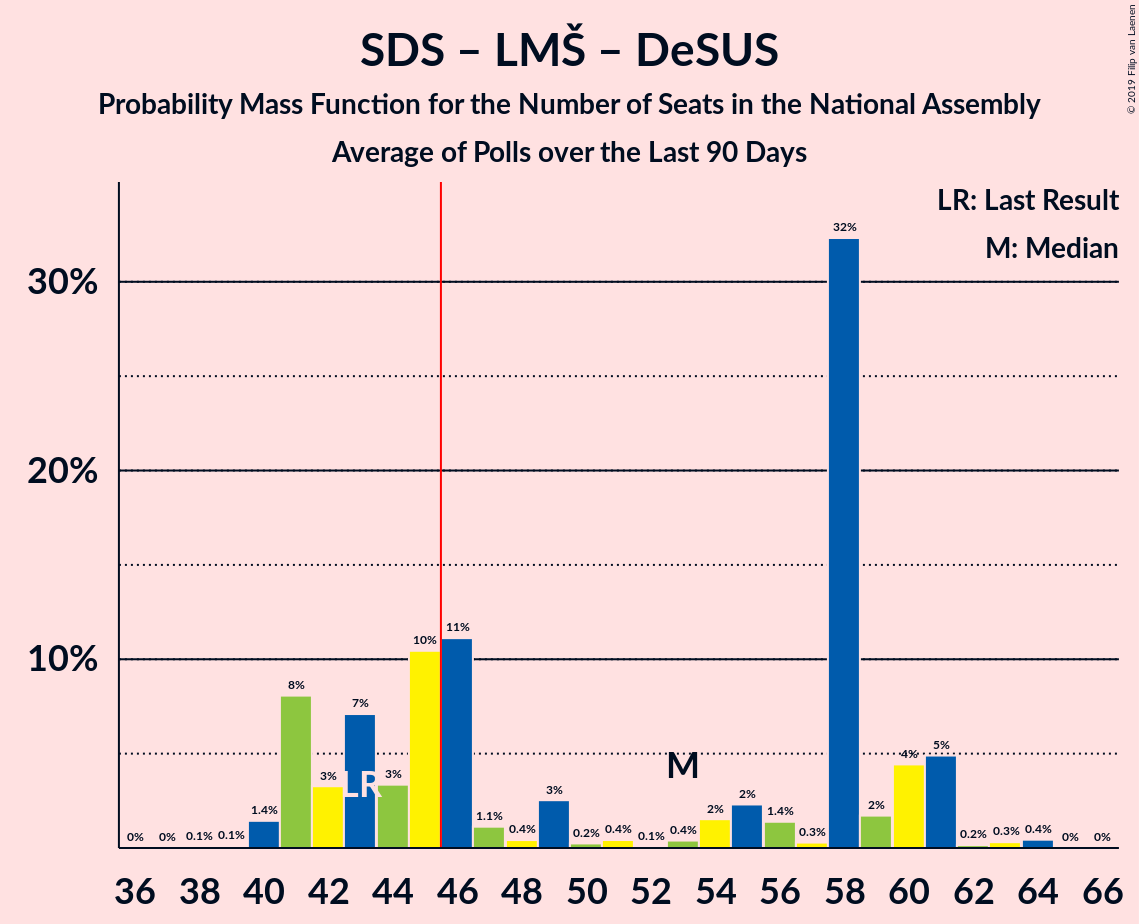 SDS – LMŠ – DeSUS
Probability Mass Function for the Number of Seats in the National Assembly
Average of Polls over the Last 90 Days
© 2019 Filip van Laenen
LR: Last Result
M: Median
30%
20%
10%
0% 0% 0.1% 0.1% 1.4% 8% 3% 7% 3% 10% 11% 1.1% 0.4% 3% 0.2% 0.4% 0.1% 0.4% 2% 2% 1.4% 0.3% 32% 2% 4% 5% 0.2% 0.3% 0.4% 0% 0%
LR
M
36 38 40 42 44 46 48 50 52 54 56 58 60 62 64 66